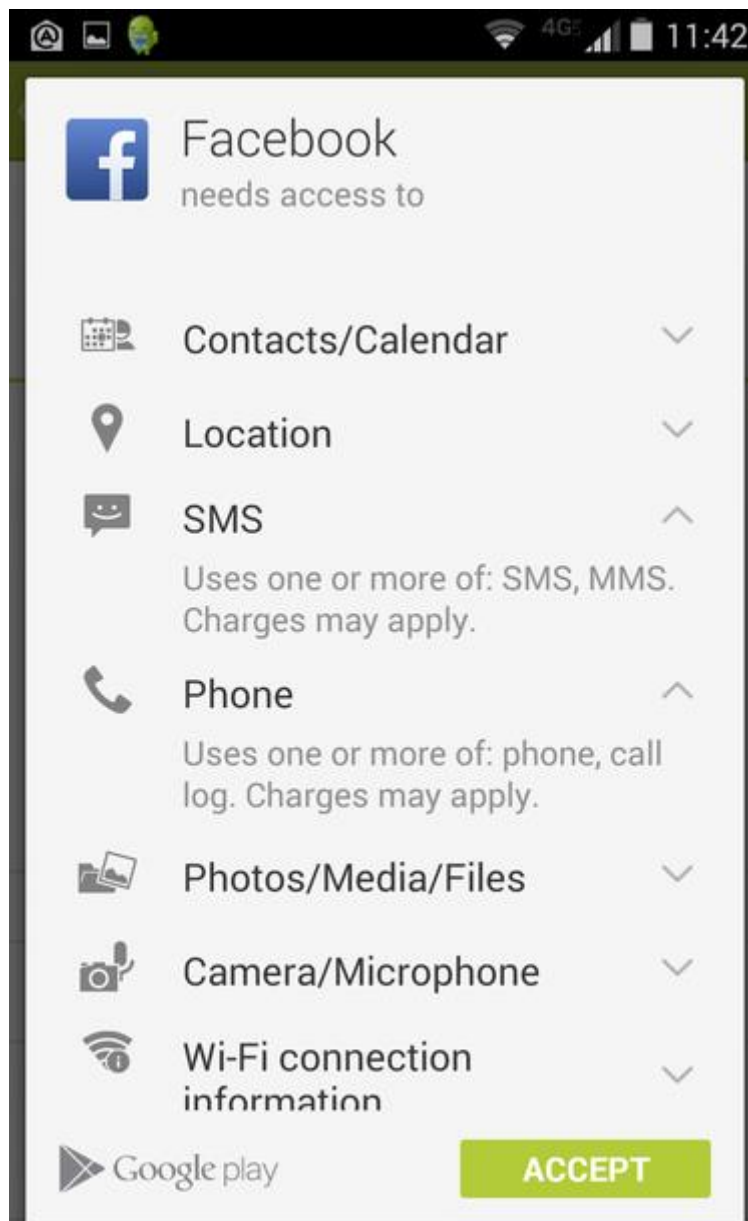 4G 11:42
Facebook
needs access to
Contacts/Calendar
Location
SMS
Uses one or more of: SMS, MMS.
Charges may apply.
Phone
Uses one or more of: phone, call
log. Charges may apply.
Photos/Media/Files
Camera/Microphone
Wi-Fi connection
information
Google play
ACCEPT